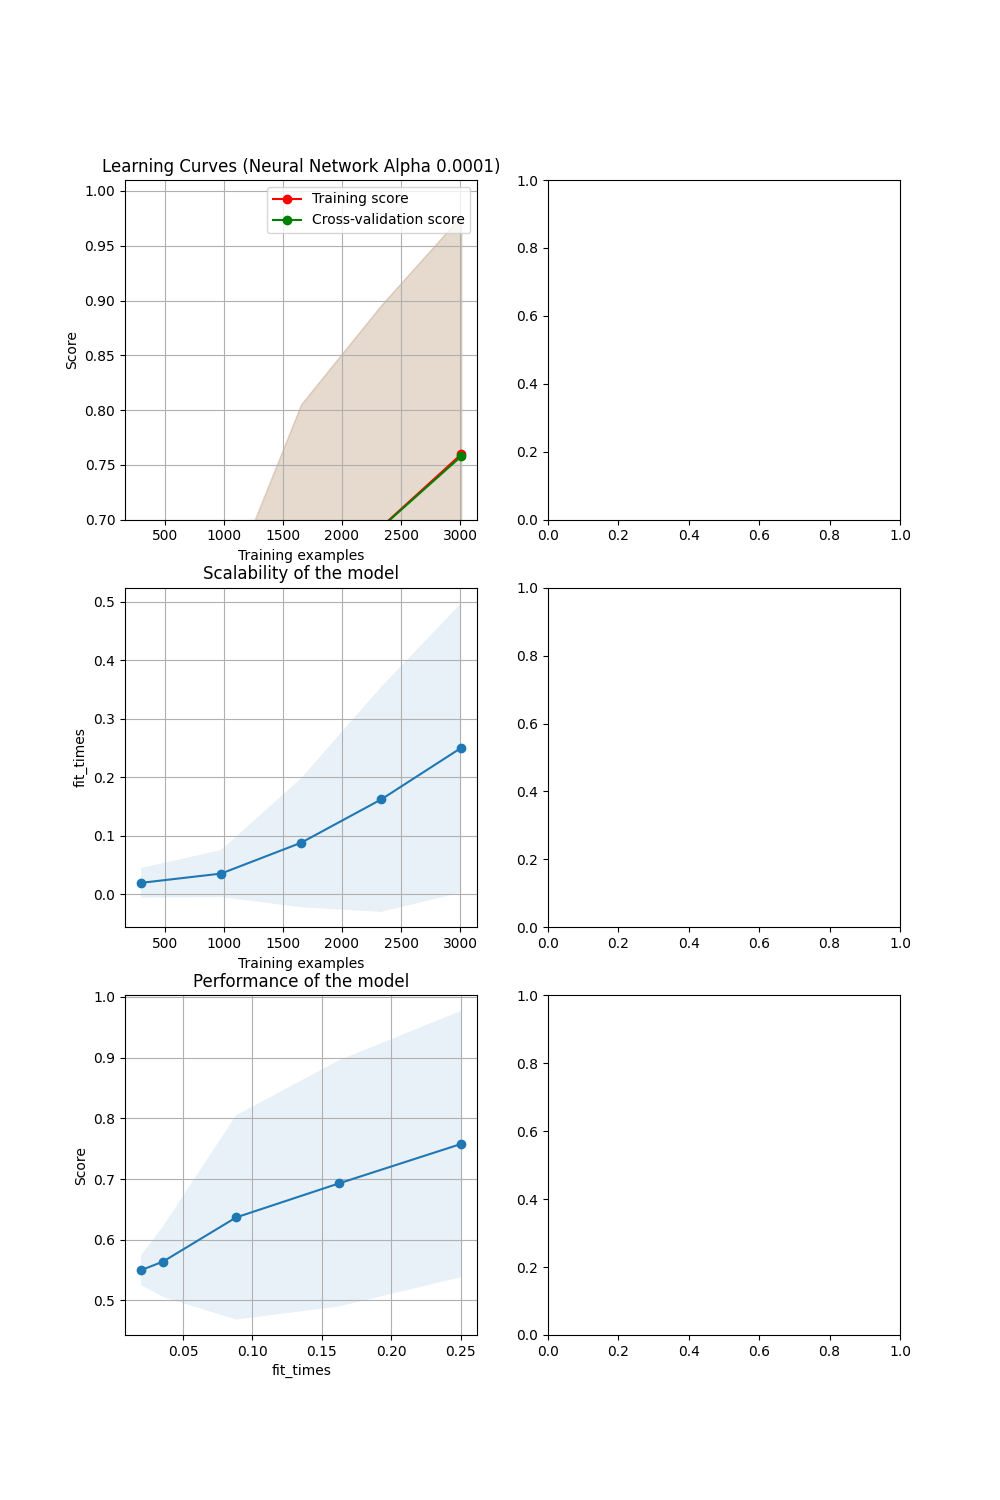 Learning Curves (Neural Network Alpha 0.0001)
1.00
0.95
0.90
0.85
0.80
0.75
0.70
Score
Training score
Cross-validation score
500 1000 1500 2000 2500 3000
Training examples
1.0
0.8
0.6
0.4
0.2
0.0
0.0 0.2 0.4 0.6 0.8 1.0
Scalability of the model
0.5
0.4
0.3
0.2
0.1
0.0
fit_times
500 1000 1500 2000 2500 3000
Training examples
1.0
0.8
0.6
0.4
0.2
0.0
0.0 0.2 0.4 0.6 0.8 1.0
Performance of the model
1.0
0.9
0.8
0.7
0.6
0.5
Score
0.05 0.10 0.15 0.20 0.25
fit_times
1.0
0.8
0.6
0.4
0.2
0.0
0.0 0.2 0.4 0.6 0.8 1.0